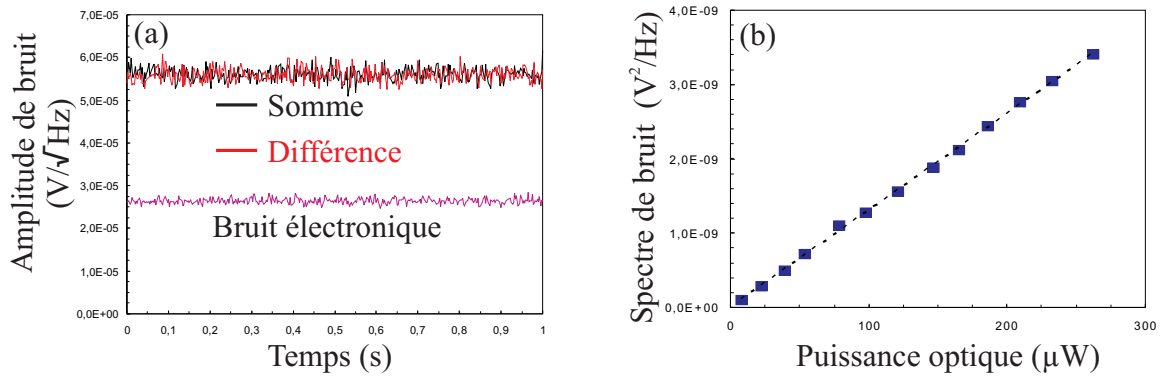 (a)
Amplitude de bruit
(V/√Hz)
7,0E-05
6,0E-05
5,0E-05
4,0E-05
3,0E-05
2,0E-05
1,0E-05
0,0E+00
Somme
Différence
Bruit électronique
0 0,1 0,2 0,3 0,4 0,5 0,6 0,7 0,8 0,9 1
Temps (s)
(b)
Spectre de bruit (V²/Hz)
4,0E-09
3,0E-09
2,0E-09
1,0E-09
0,0E+00
0 100 200 300
Puissance optique (µW)